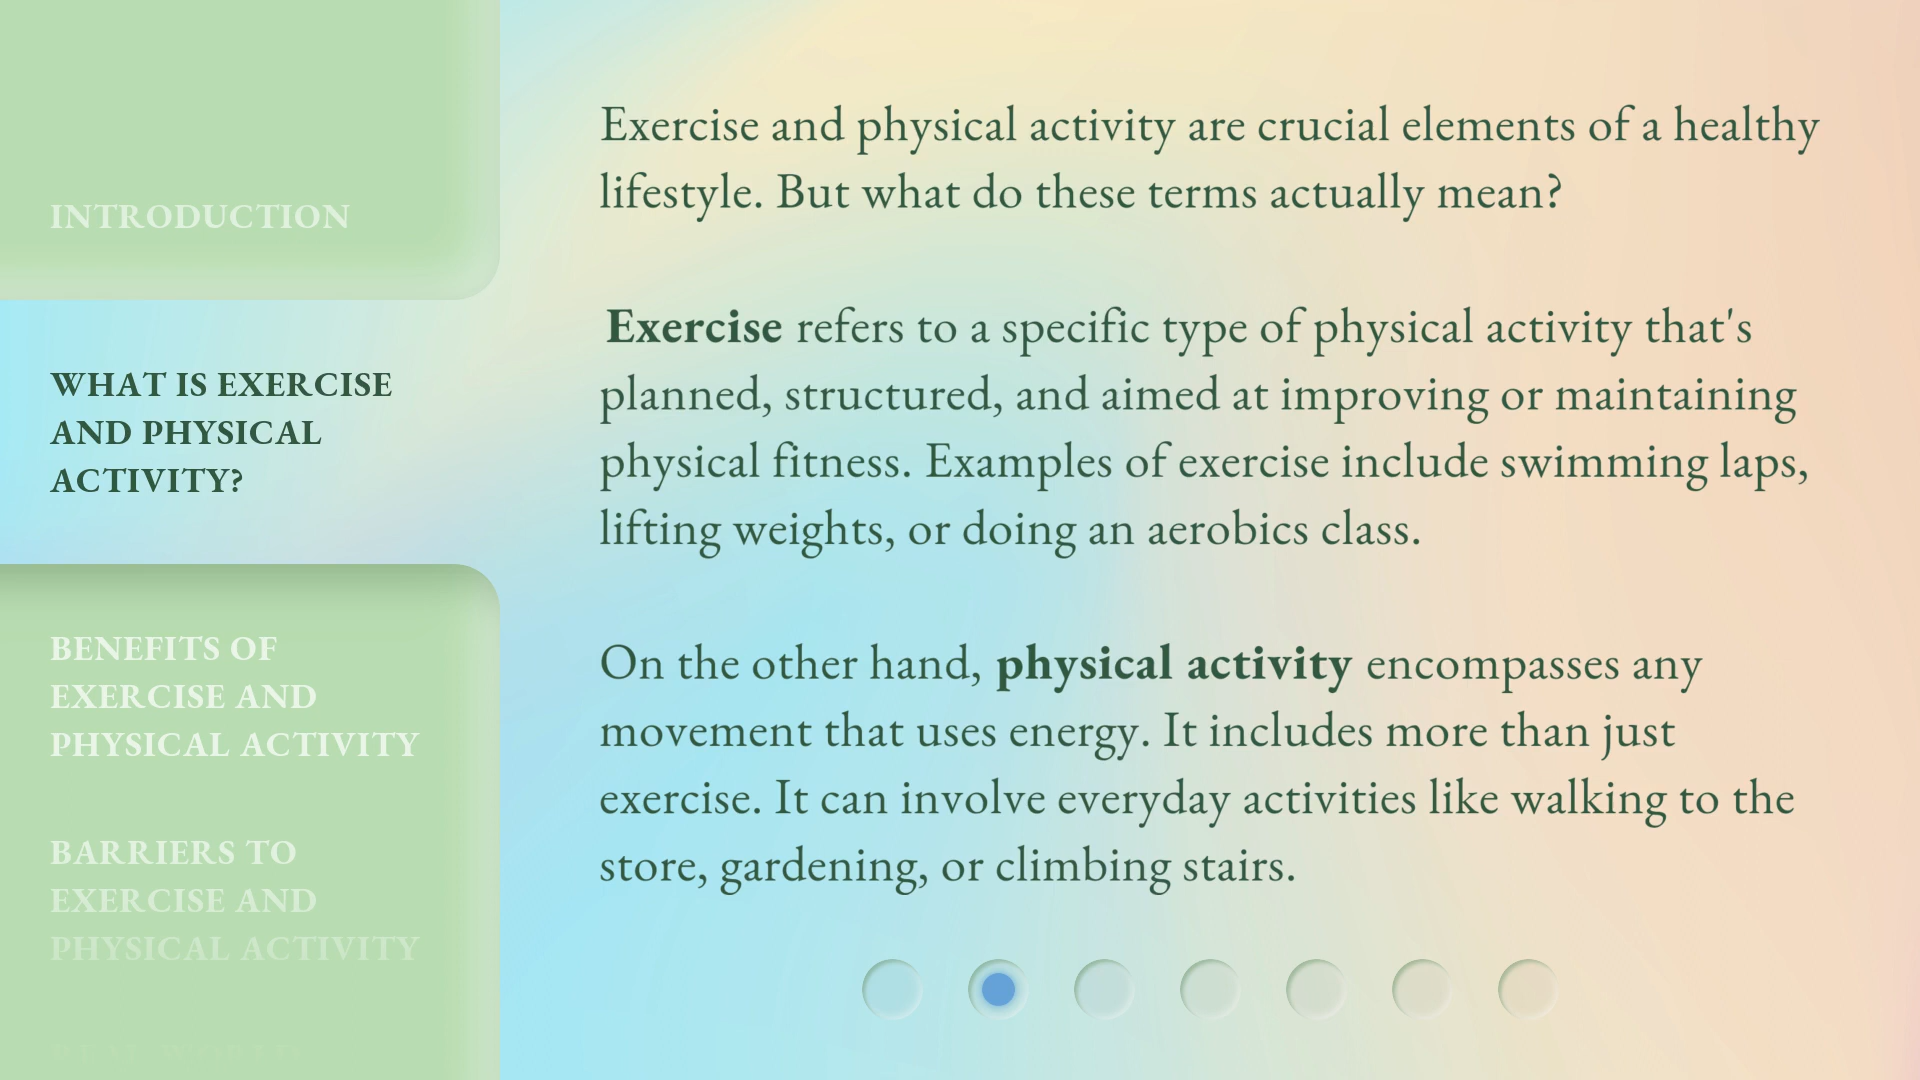 INTRODUCTION
WHAT IS EXERCISE
AND PHYSICAL
ACTIVITY?
BENEFITS OF
EXERCISE AND
PHYSICAL ACTIVITY
BARRIERS TO
EXERCISE AND
PHYSICAL ACTIVITY
REAL WORLD
Exercise and physical activity are crucial elements of a healthy
lifestyle. But what do these terms actually mean?
Exercise refers to a specific type of physical activity that's
planned, structured, and aimed at improving or maintaining
physical fitness. Examples of exercise include swimming laps,
lifting weights, or doing an aerobics class.
On the other hand, physical activity encompasses any
movement that uses energy. It includes more than just
exercise. It can involve everyday activities like walking to the
store, gardening, or climbing stairs.